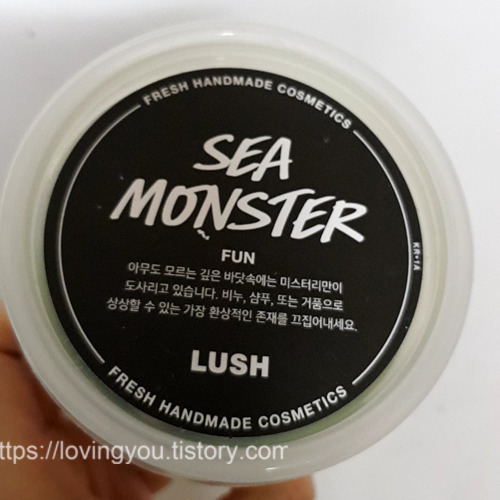 FRESH HANDMADE COSMETICS
SEA
MONSTER
FUN
아무도 모르는 깊은 바닷속에는 미스터리만이
도사리고 있습니다. 비누, 샴푸, 또는 거품으로
상상할 수 있는 가장 환상적인 존재를 끄집어내세요.
KR•1A
LUSH
FRESH HANDMADE COSMETICS
https://lovingyou.tistory.com